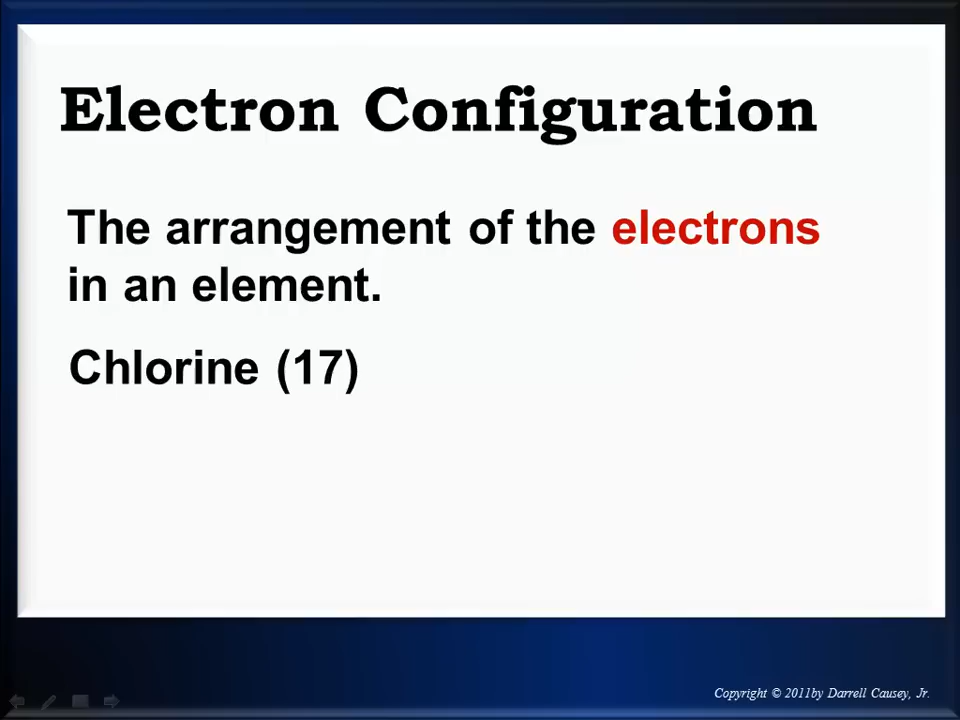 Electron Configuration
The arrangement of the electrons
in an element.
Chlorine (17)
Copyright © 2011by Darrell Causey, Jr.